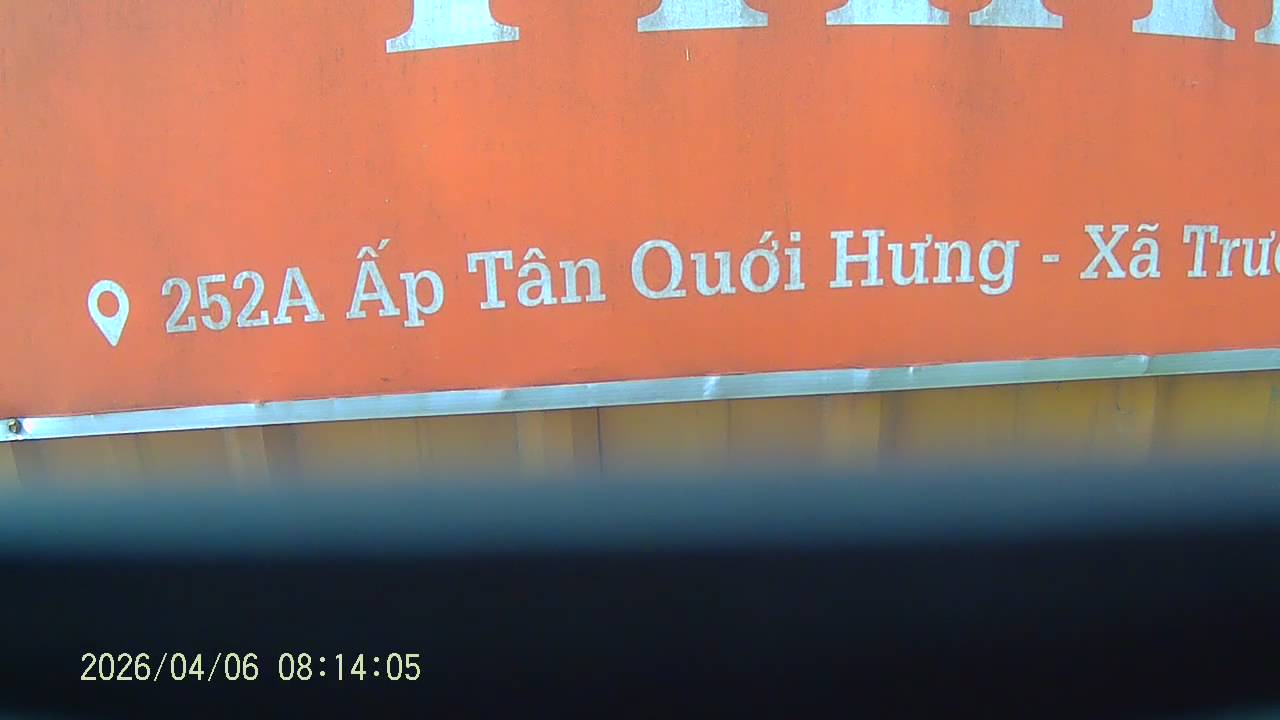 252A Ấp Tân Quới Hưng - Xã
2026/04/06 08:14:05